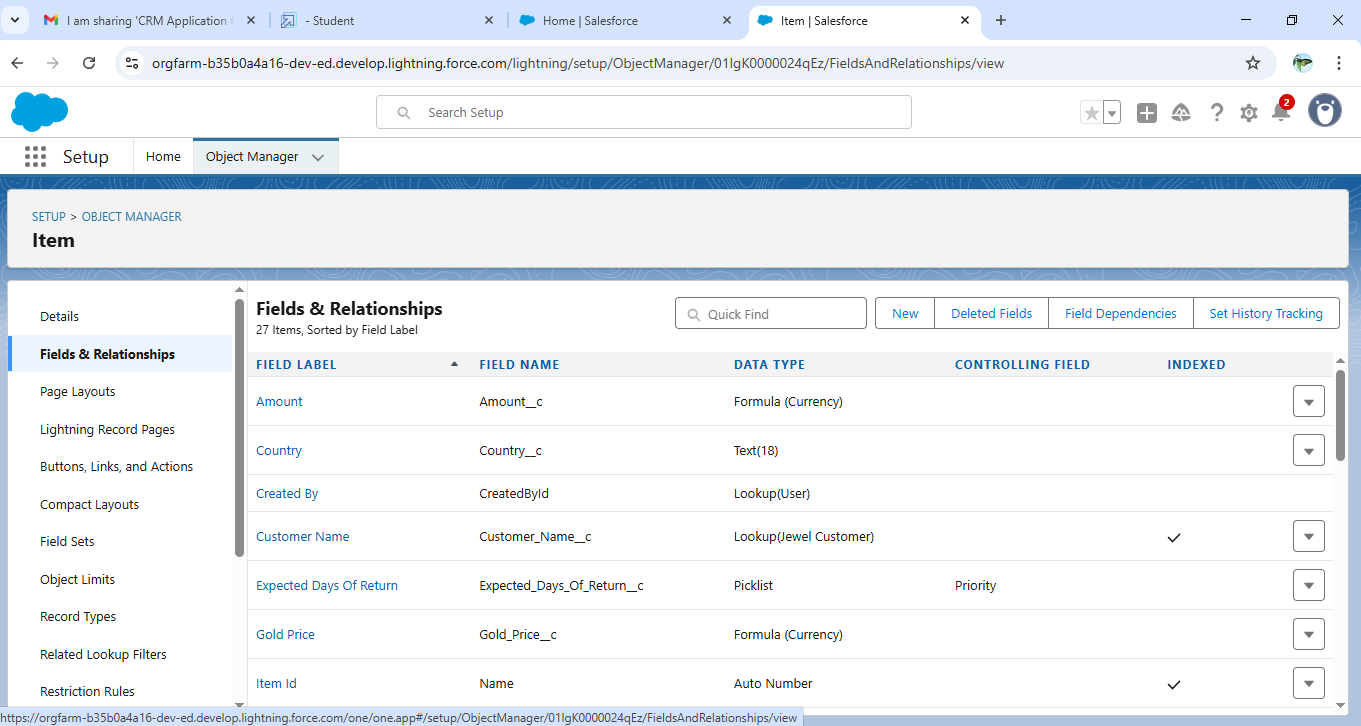 I am sharing 'CRM Application f
- Student
Home | Salesforce
Item | Salesforce
orgfarm-b35b0a4a16-dev-ed.develop.lightning.force.com/lightning/setup/ObjectManager/01IgK0000024qEz/FieldsAndRelationships/view
Search Setup
2
Setup
Home
Object Manager
SETUP > OBJECT MANAGER
Item
Details
Fields & Relationships
Page Layouts
Lightning Record Pages
Buttons, Links, and Actions
Compact Layouts
Field Sets
Object Limits
Record Types
Related Lookup Filters
Restriction Rules
Fields & Relationships
27 Items, Sorted by Field Label
Quick Find
New
Deleted Fields
Field Dependencies
Set History Tracking
FIELD LABEL FIELD NAME DATA TYPE CONTROLLING FIELD INDEXED
Amount Amount__c Formula (Currency)
Country Country__c Text(18)
Created By CreatedById Lookup(User)
Customer Name Customer_Name__c Lookup(Jewel Customer)
Expected Days Of Return Expected_Days_Of_Return__c Picklist Priority
Gold Price Gold_Price__c Formula (Currency)
Item Id Name Auto Number
https://orgfarm-b35b0a4a16-dev-ed.develop.lightning.force.com/one/one.app#/setup/ObjectManager/01IgK0000024qEz/FieldsAndRelationships/view